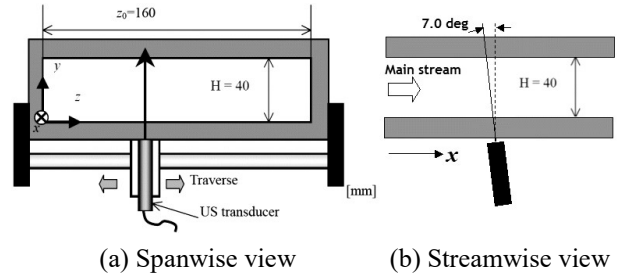 z₀=160
y
H = 40
x
z
Traverse
[mm]
US transducer
(a) Spanwise view
7.0 deg
Main stream
H = 40
x
(b) Streamwise view